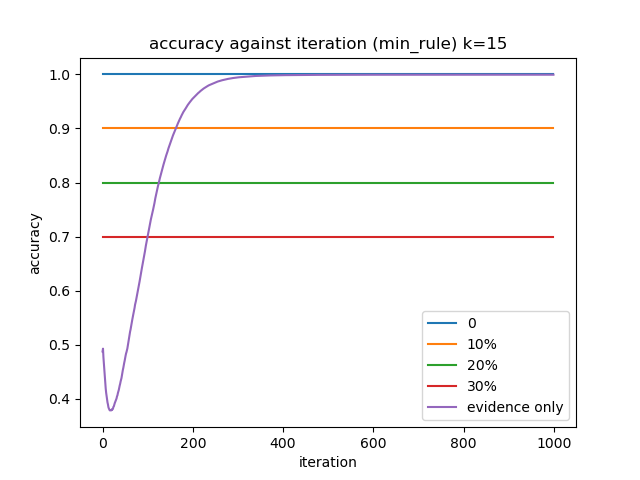 accuracy against iteration (min_rule) k=15
1.0
0.9
0.8
0.7
0.6
0.5
0.4
accuracy
0
10%
20%
30%
evidence only
0 200 400 600 800 1000
iteration